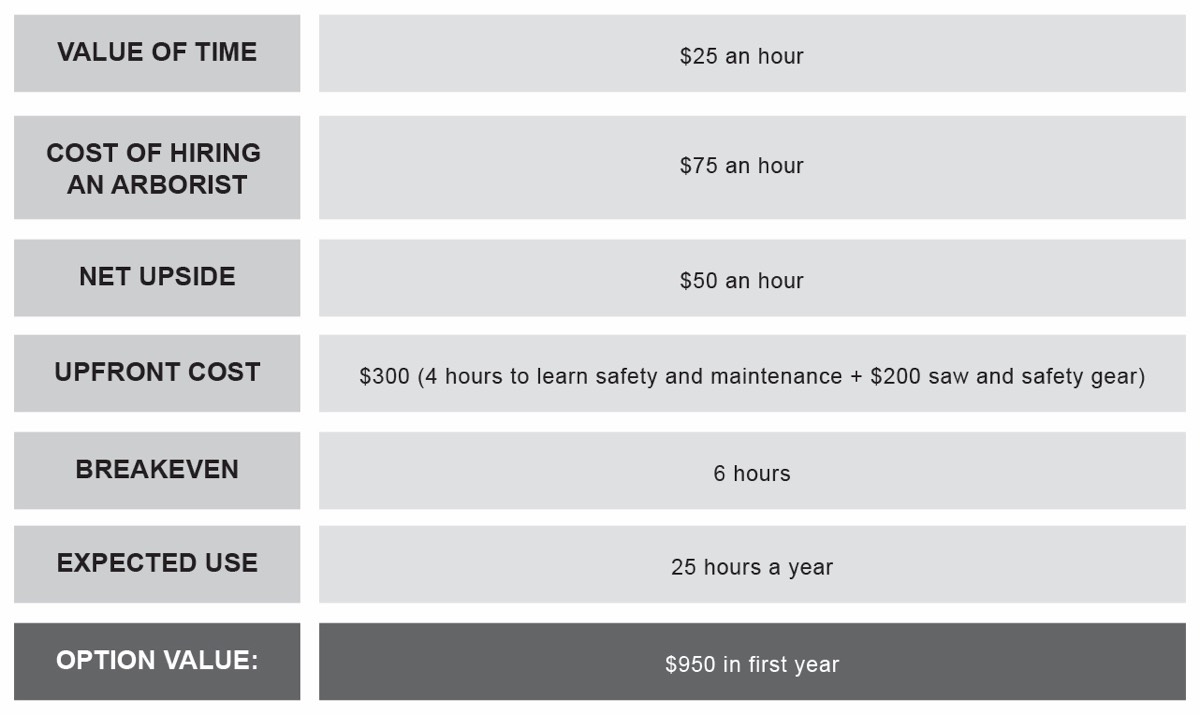 VALUE OF TIME
$25 an hour
COST OF HIRING
AN ARBORIST
$75 an hour
NET UPSIDE
$50 an hour
UPFRONT COST
$300 (4 hours to learn safety and maintenance + $200 saw and safety gear)
BREAKEVEN
6 hours
EXPECTED USE
25 hours a year
OPTION VALUE:
$950 in first year